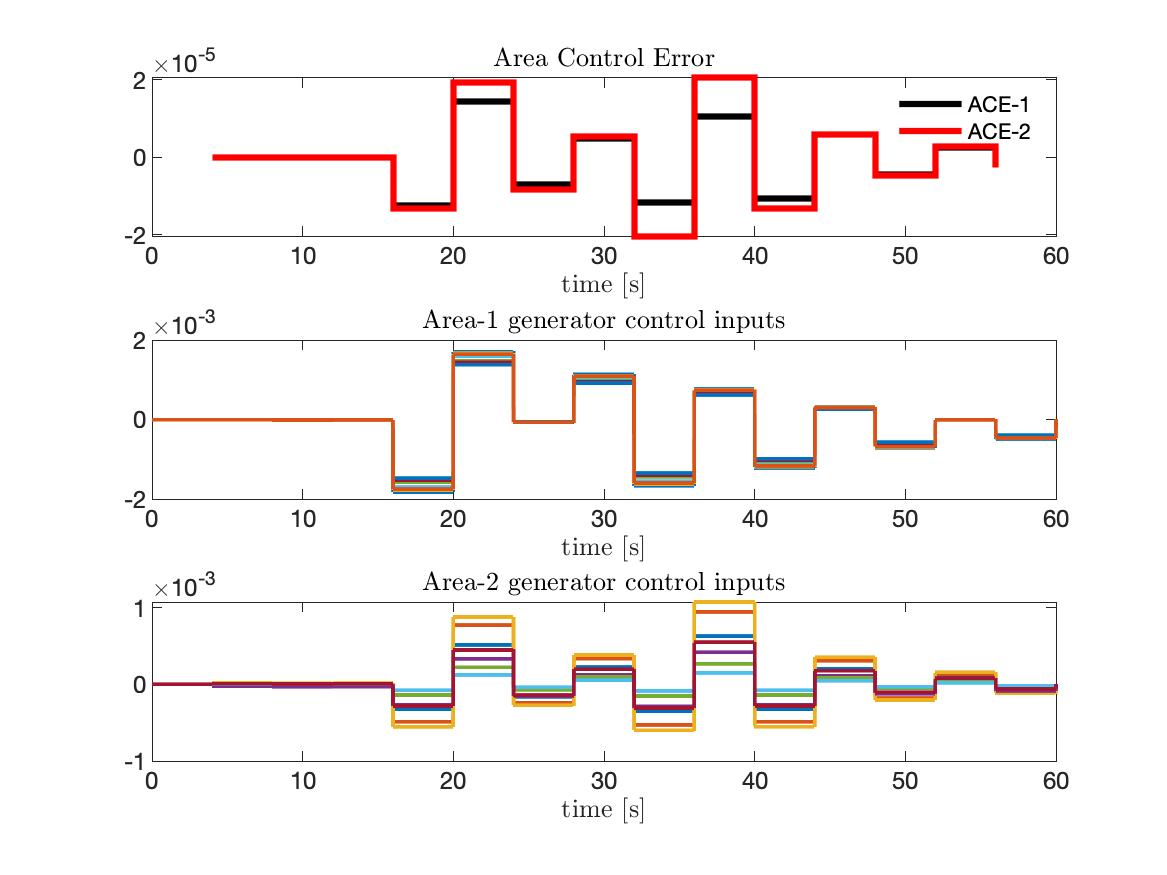 ×10⁻⁵
Area Control Error
2
0
-2
ACE-1
ACE-2
0 10 20 30 40 50 60
time [s]
×10⁻³
Area-1 generator control inputs
2
0
-2
0 10 20 30 40 50 60
time [s]
×10⁻³
Area-2 generator control inputs
1
0
-1
0 10 20 30 40 50 60
time [s]